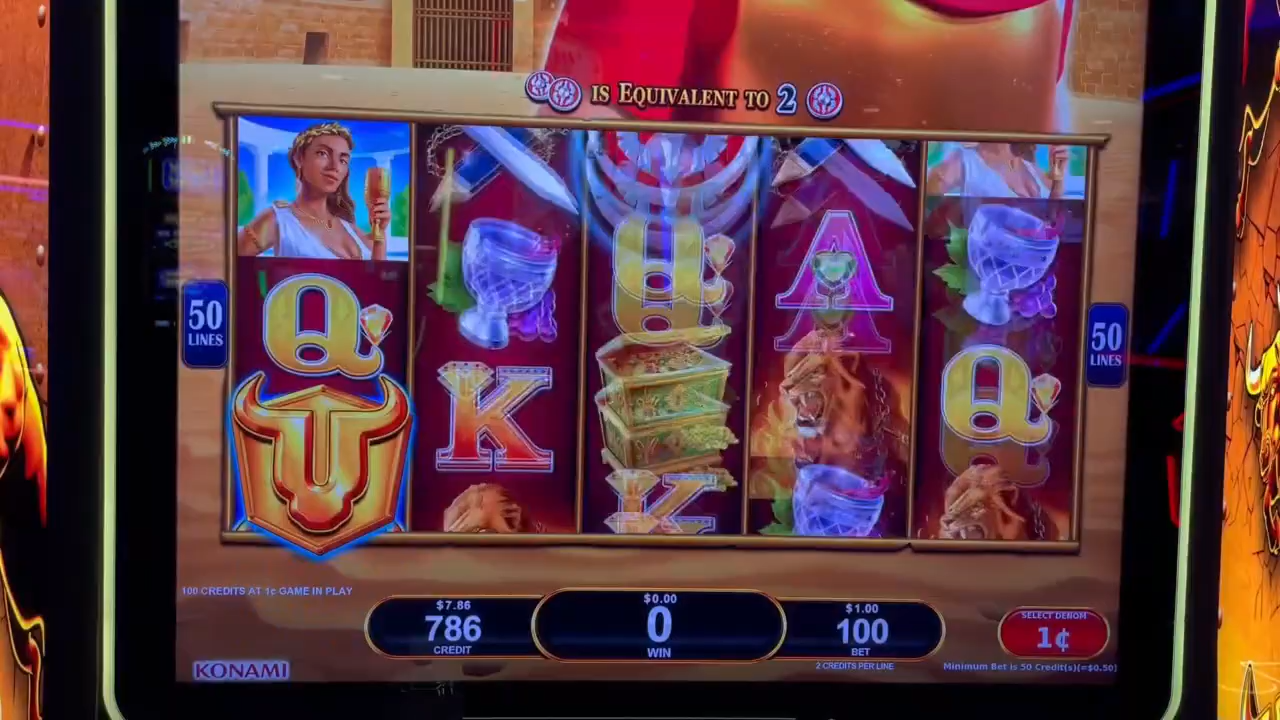 IS EQUIVALENT TO 2
50
LINES
50
LINES
Q
K
Q
A
K
Q
100 CREDITS AT 1¢ GAME IN PLAY
$7.86
786
CREDIT
$0.00
0
WIN
$1.00
100
BET
2 CREDITS PER LINE
SELECT DENOM
1¢
Minimum Bet is 50 Credit(s)(=$0.50)
KONAMI